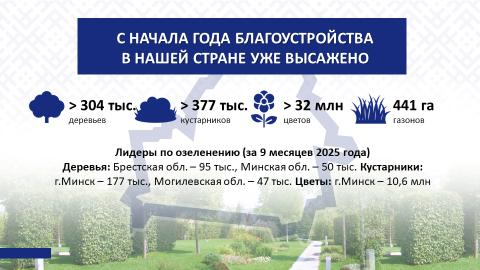 С НАЧАЛА ГОДА БЛАГОУСТРОЙСТВА
В НАШЕЙ СТРАНЕ УЖЕ ВЫСАЖЕНО
> 304 тыс.
деревьев
> 377 тыс.
кустарников
> 32 млн
цветов
441 га
газонов
Лидеры по озеленению (за 9 месяцев 2025 года)
Деревья: Брестская обл. – 95 тыс., Минская обл. – 50 тыс. Кустарники:
г.Минск – 177 тыс., Могилевская обл. – 47 тыс. Цветы: г.Минск – 10,6 млн